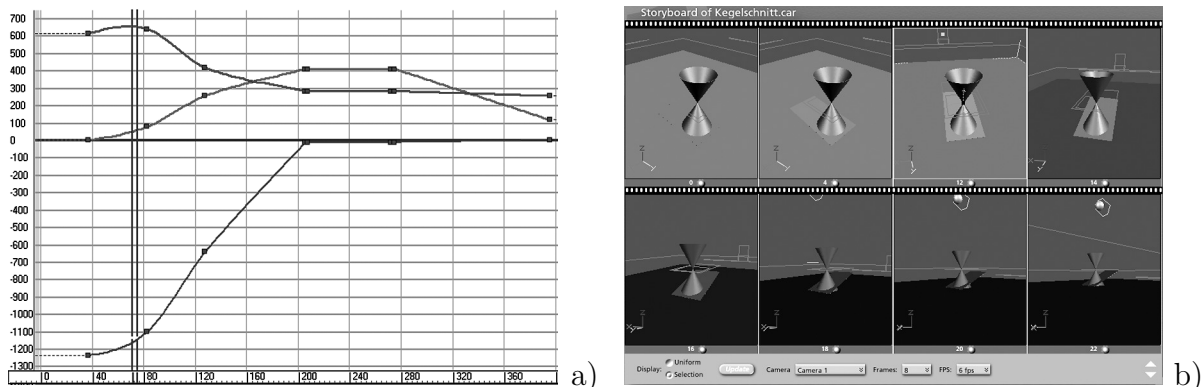 700
600
500
400
300
200
100
0
-100
-200
-300
-400
-500
-600
-700
-800
-900
-1000
-1100
-1200
-1300
0 40 80 120 160 200 240 280 320 360
a)
Storyboard of Kegelschnitt.car
Z Z Z Z
0 4 12 14
Z Z Z Z
16 18 20 22
Display: Uniform Selection Update Camera Camera 1 Frames: 8 FPS: 6 fps
b)